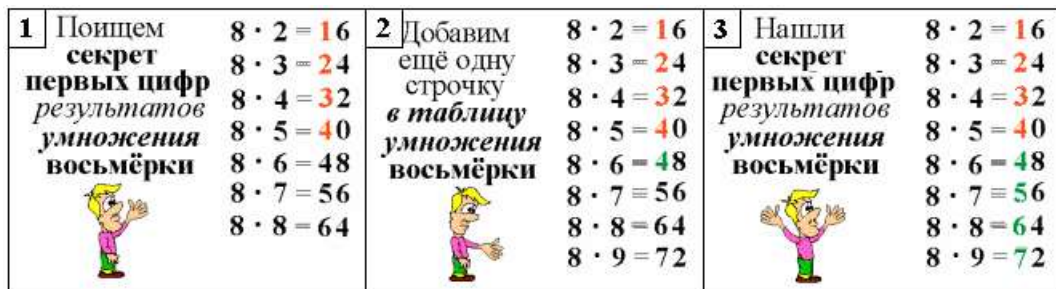 1
Поищем
секрет
первых цифр
результатов
умножения
восьмёрки
8 · 2 = 16
8 · 3 = 24
8 · 4 = 32
8 · 5 = 40
8 · 6 = 48
8 · 7 = 56
8 · 8 = 64
2
Добавим
ещё одну
строчку
в таблицу
умножения
восьмёрки
8 · 2 = 16
8 · 3 = 24
8 · 4 = 32
8 · 5 = 40
8 · 6 = 48
8 · 7 = 56
8 · 8 = 64
8 · 9 = 72
3
Нашли
секрет
первых цифр
результатов
умножения
восьмёрки
8 · 2 = 16
8 · 3 = 24
8 · 4 = 32
8 · 5 = 40
8 · 6 = 48
8 · 7 = 56
8 · 8 = 64
8 · 9 = 72